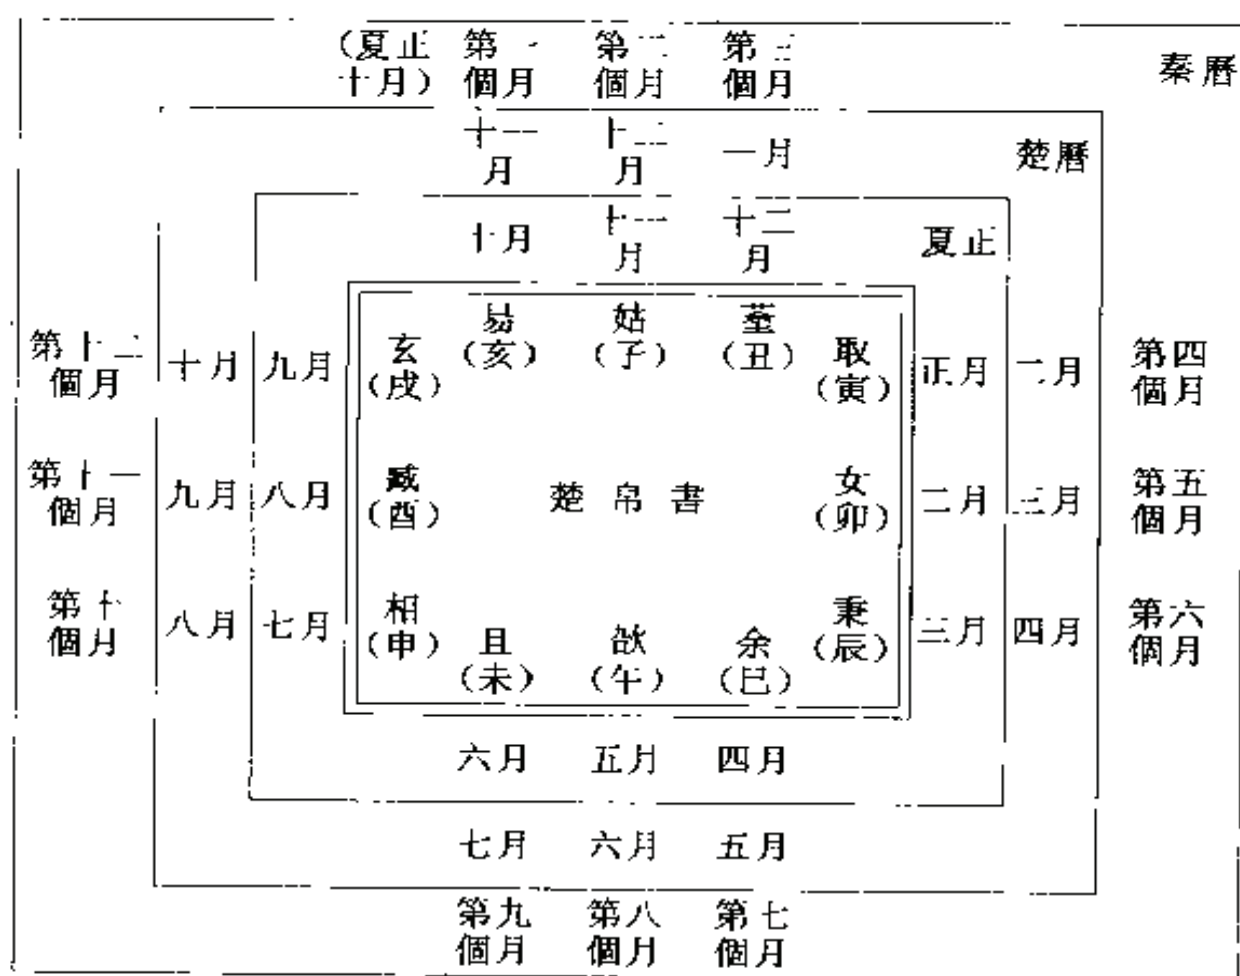 （夏正十月）
第一個月
第二個月
第三個月
秦曆
十一月
十二月
一月
楚曆
十月
十一月
十二月
夏正
第十二個月
十月
九月
玄（戌）
易（亥）
姑（子）
荎（丑）
取（寅）
正月
二月
第四個月
第十一個月
九月
八月
臧（酉）
楚帛書
女（卯）
二月
三月
第五個月
第十個月
八月
七月
相（申）
且（未）
欱（午）
余（巳）
秉（辰）
三月
四月
第六個月
六月
五月
四月
七月
六月
五月
第九個月
第八個月
第七個月